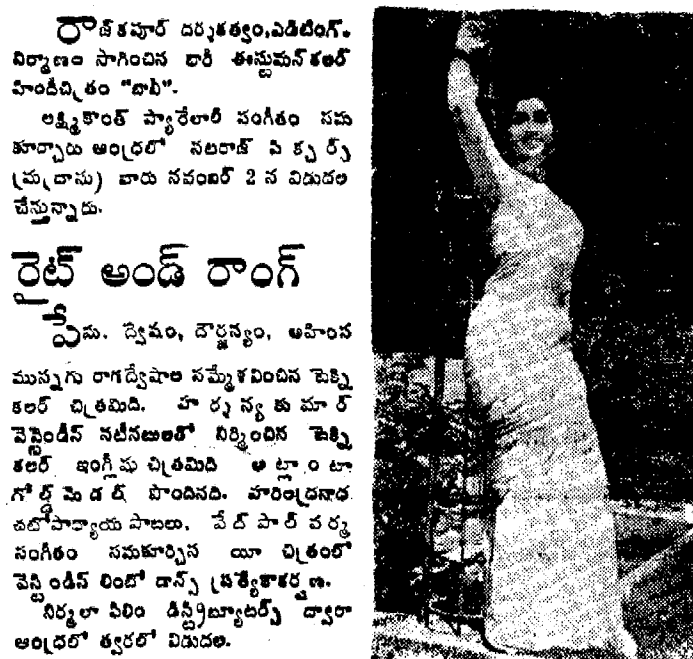 రాజ్ కపూర్ దర్శకత్వం, ఎడిటింగ్.
నిర్మాణం సాగించిన భారీ ఈస్టుమన్ కలర్
హిందీచిత్రం "బాబీ".
లక్ష్మీకాంత్ ప్యారేలాల్ సంగీతం సమ
కూర్చారు ఆంధ్రలో నటరాజ్ పిక్చర్స్
(మద్రాసు) వారు నవంబర్ 2 న విడుదల
చేస్తున్నారు.
రైట్ అండ్ రాంగ్
ప్రేమ. ద్వేషం, దౌర్జన్యం, అహింస
మున్నగు రాగద్వేషాల సమ్మేళవించిన టెక్ని
కలర్ చిత్రమిది. కుమార్
వెస్టిండీస్ నటీనటులతో నిర్మించిన టెక్ని
కలర్ ఇంగ్లీషు చిత్రమిది అట్లాంటా
గోల్డ్ మెడల్ పొందినది. హరీంద్రనాథ
చటోపాధ్యాయ పాటలు. వేద్ పాల్ వర్మ
సంగీతం సమకూర్చిన యీ చిత్రంలో
వెస్టిండీస్ లింబో డాన్స్ ప్రత్యేకాకర్షణ.
నిర్మలా ఫిలిం డిస్ట్రిబ్యూటర్స్ ద్వారా
ఆంధ్రలో త్వరలో విడుదల.